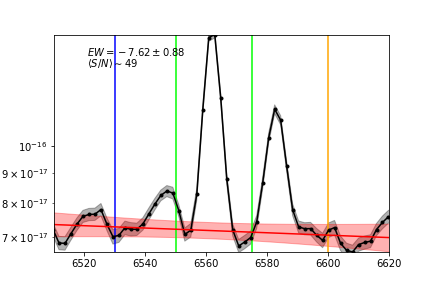 EW = −7.62 ± 0.88
⟨S/N⟩ ~ 49
10⁻¹⁶
9 × 10⁻¹⁷
8 × 10⁻¹⁷
7 × 10⁻¹⁷
6520 6540 6560 6580 6600 6620